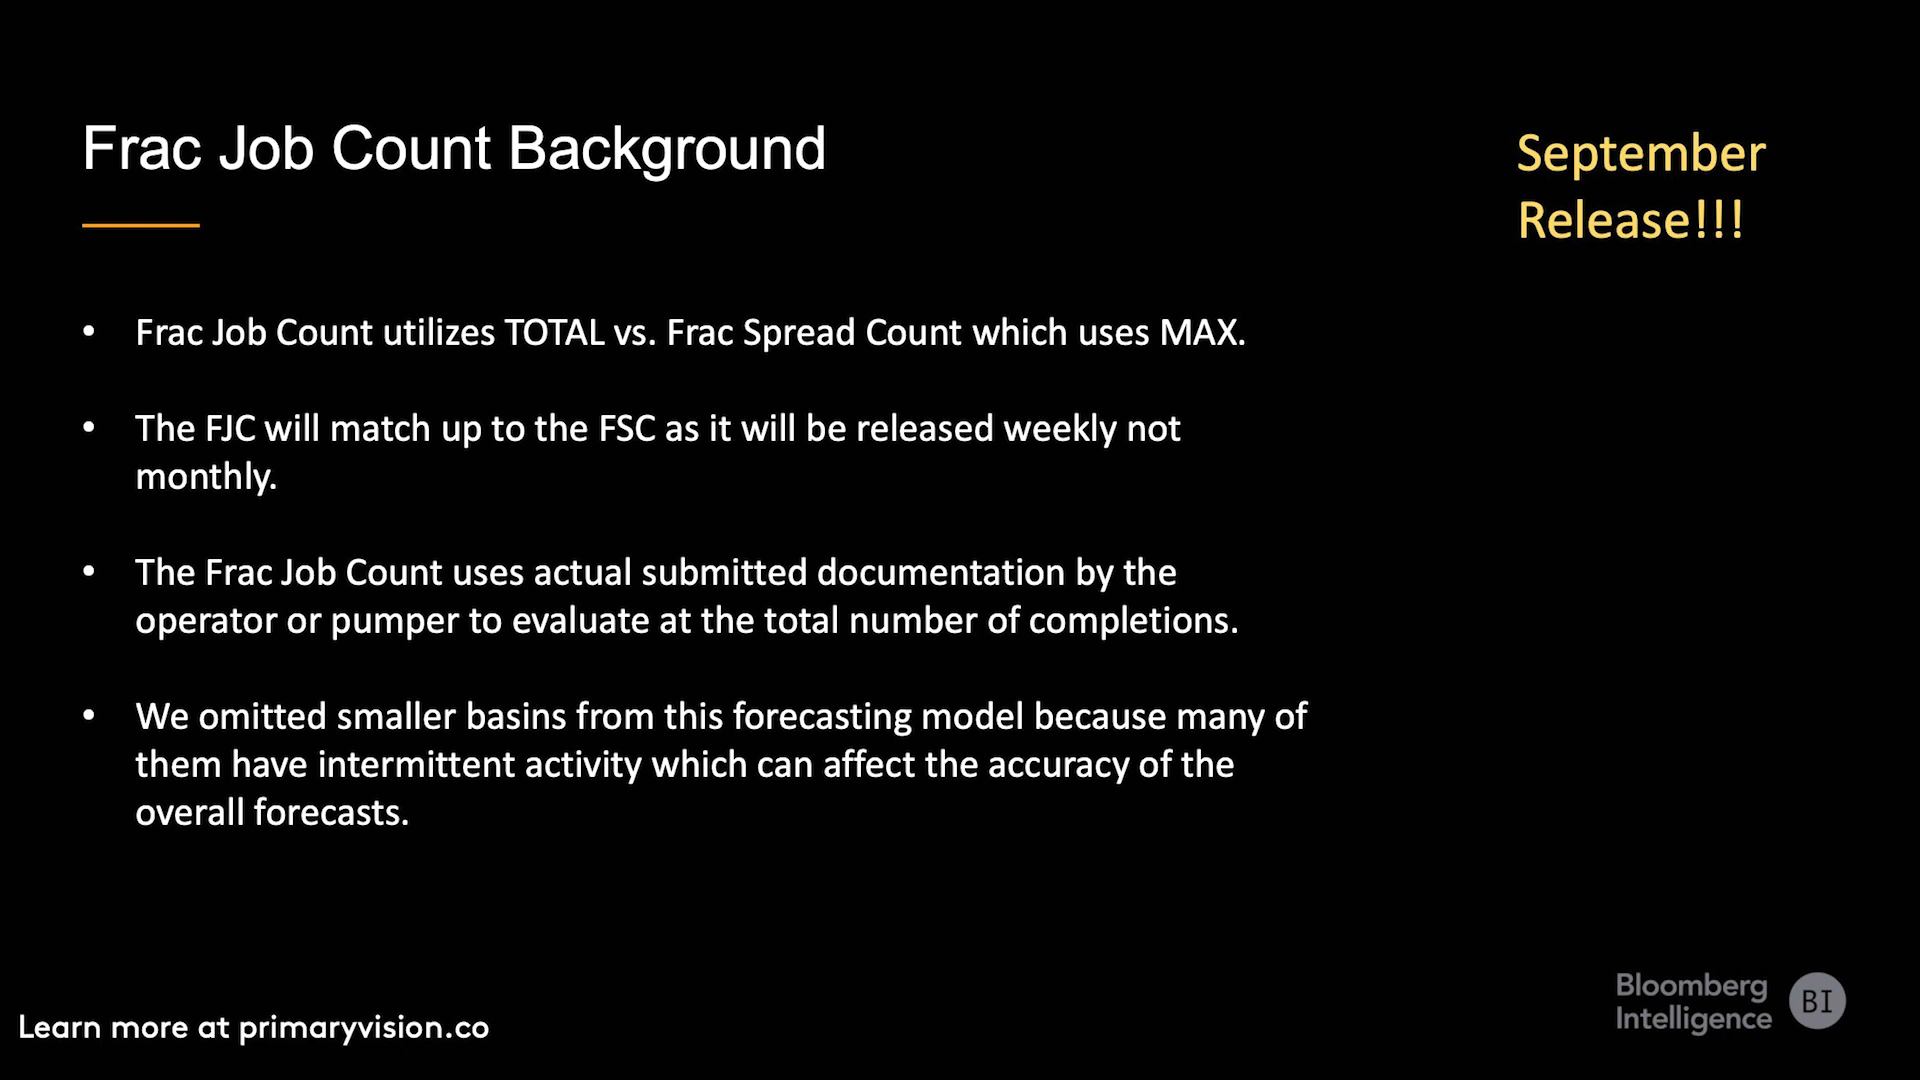 Frac Job Count Background
September
Release!!!
• Frac Job Count utilizes TOTAL vs. Frac Spread Count which uses MAX.
• The FJC will match up to the FSC as it will be released weekly not
monthly.
• The Frac Job Count uses actual submitted documentation by the
operator or pumper to evaluate at the total number of completions.
• We omitted smaller basins from this forecasting model because many of
them have intermittent activity which can affect the accuracy of the
overall forecasts.
Learn more at primaryvision.co
Bloomberg
Intelligence
BI